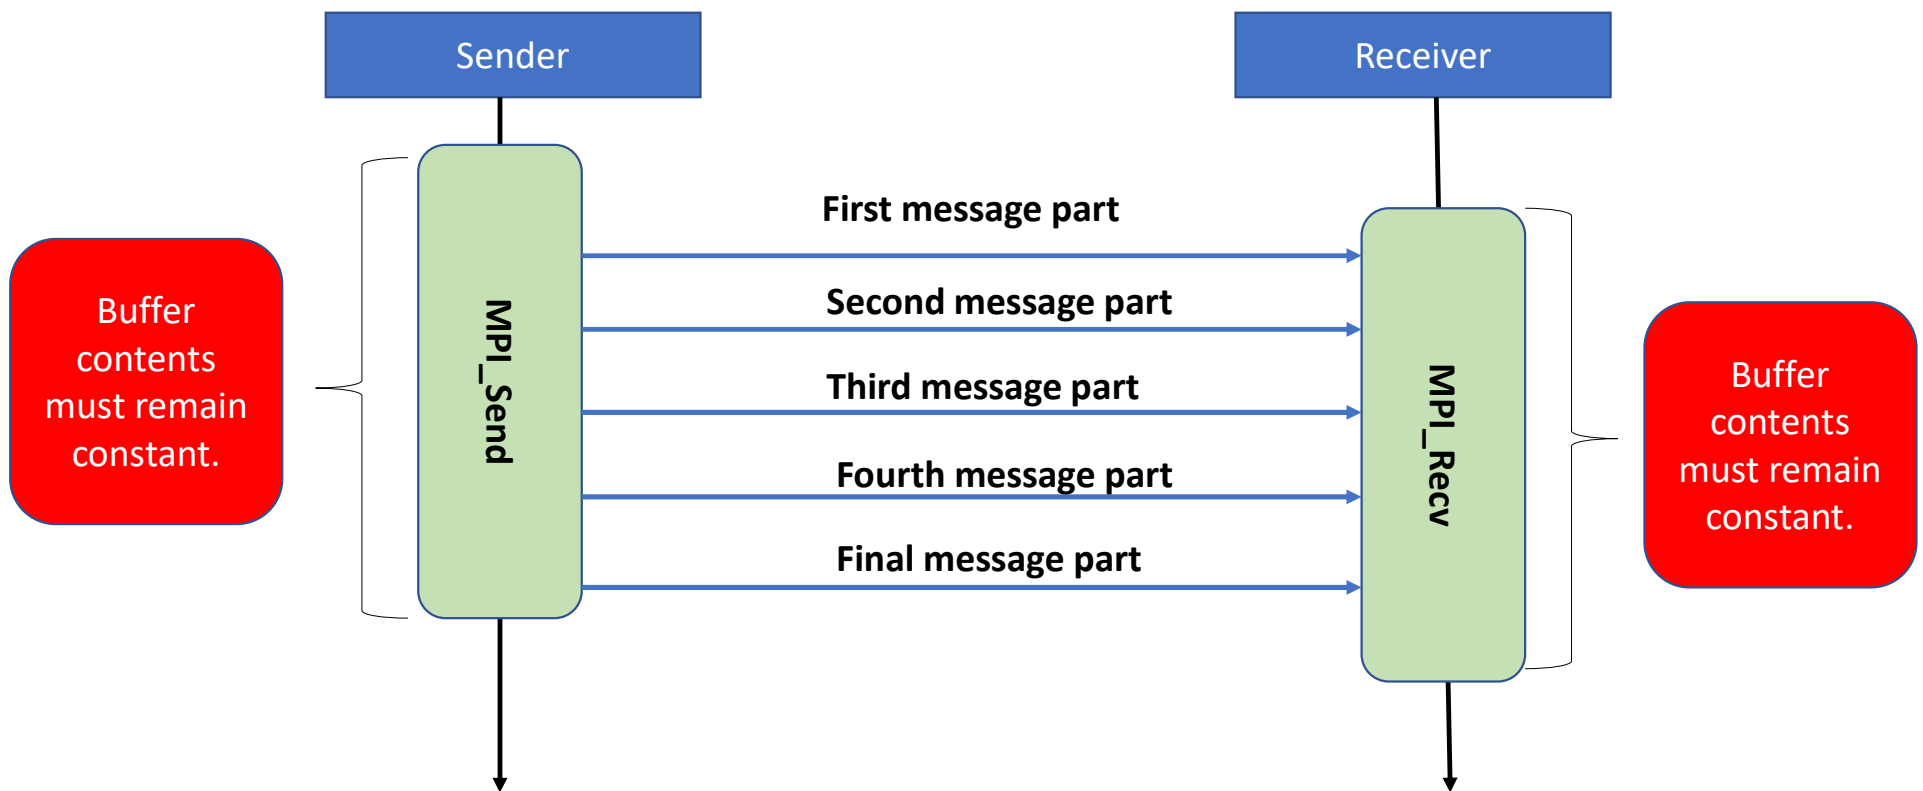 Sender
Receiver
First message part
Second message part
Third message part
Fourth message part
Final message part
MPI_Send
MPI_Recv
Buffer
contents
must remain
constant.
Buffer
contents
must remain
constant.